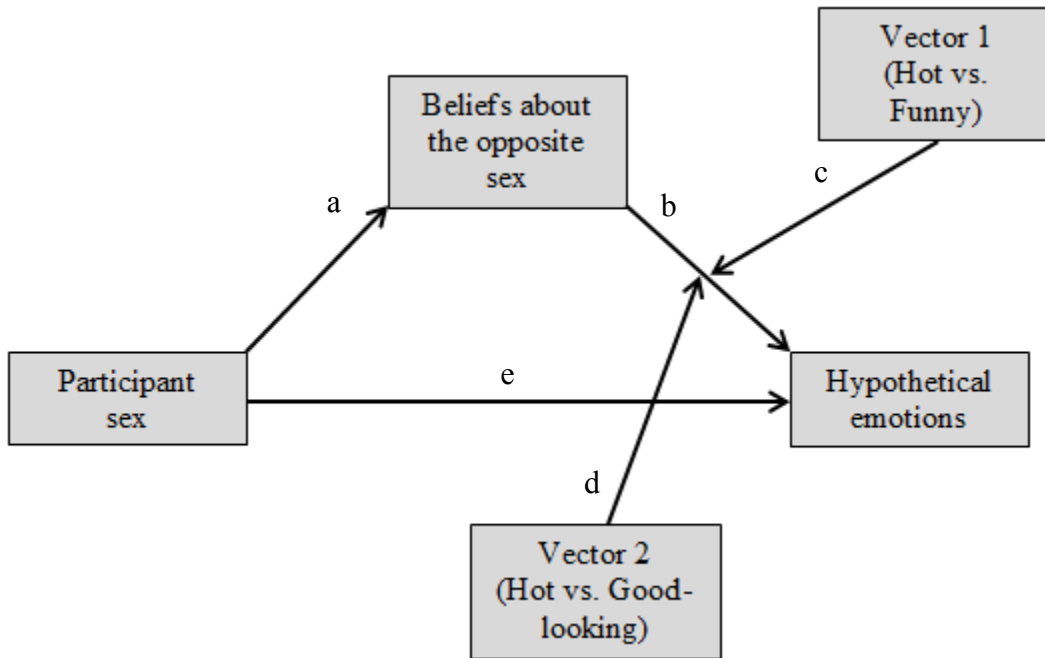 Vector 1
(Hot vs.
Funny)
Beliefs about
the opposite
sex
c
a
b
Participant
sex
e
Hypothetical
emotions
d
Vector 2
(Hot vs. Good-
looking)